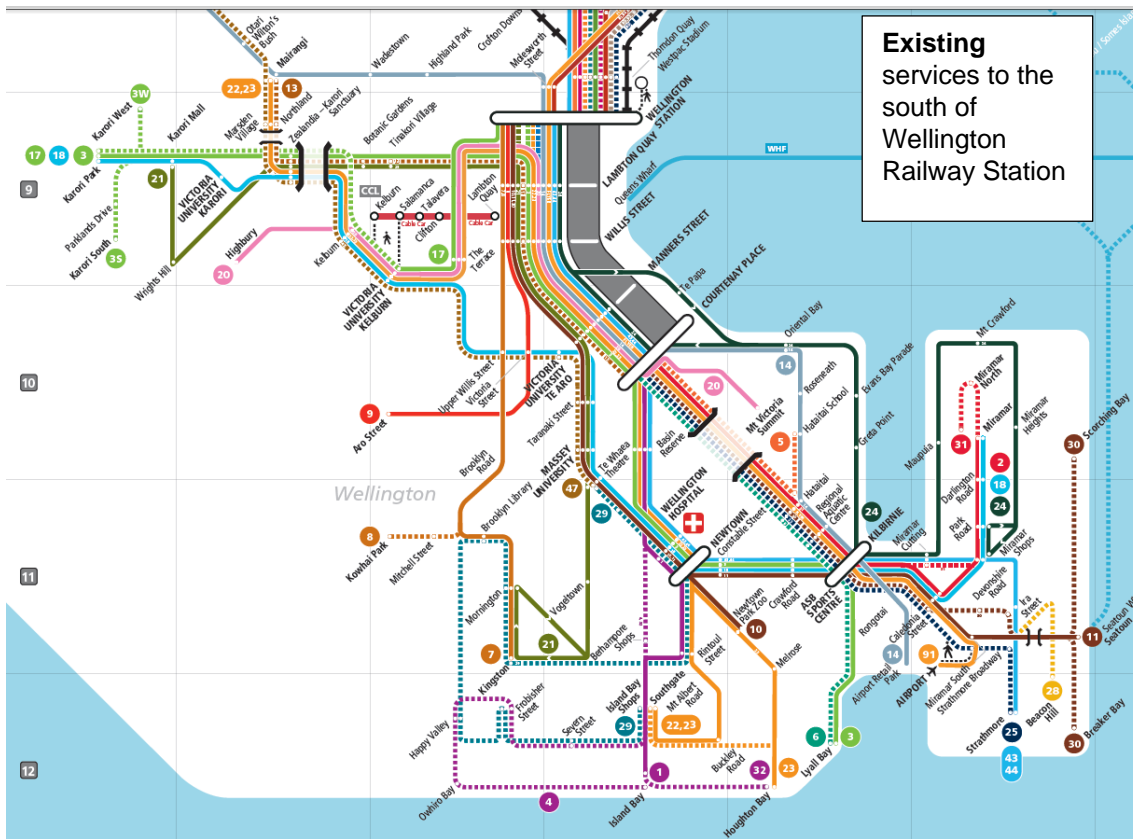 Existing
services to the
south of
Wellington
Railway Station
Otari
Wilton's
Bush
Mairangi
Wadestown
Highland Park
Crofton Downs
Molesworth
Street
Thorndon Quay
Westpac Stadium
WELLINGTON
STATION
LAMBTON QUAY STATION
WILLIS STREET
MANNERS STREET
COURTENAY PLACE
Queens Wharf
WHF
3W
Karori West
Karori Mall
22,23
13
Marsden
Village
Northland
Zealandia – Karori
Sanctuary
Botanic Gardens
Tinakori Village
17
18
3
Karori Park
9
21
VICTORIA
UNIVERSITY
KARORI
Parklands Drive
Karori South
3S
Wrights Hill
20
Highbury
Kelburn
CCL
Kelburn
Salamanca
Talavera
Clifton
Lambton
Quay
Cable Car
Cable Car
17
The
Terrace
VICTORIA
UNIVERSITY
KELBURN
Te Papa
Oriental Bay
14
Roseneath
Hataitai School
Evans Bay Parade
Greta Point
20
Mt Victoria
Summit
5
Hataitai
Regional
Aquatic
Centre
10
Upper Willis Street
Victoria
Street
VICTORIA
UNIVERSITY
TE ARO
9
Aro Street
Taranaki Street
MASSEY
UNIVERSITY
Te Whaea
Theatre
Basin
Reserve
WELLINGTON
HOSPITAL
NEWTOWN
Constable Street
Brooklyn
Road
Brooklyn Library
47
29
Wellington
8
Kowhai Park
Mitchell Street
11
24
KILBIRNIE
Miramar
Cutting
Maupuia
Mt Crawford
Miramar
North
31
Miramar
Miramar
Heights
2
18
24
Darlington
Road
Park
Road
Miramar
Shops
30
Scorching Bay
Devonshire
Road
Ira
Street
Crawford
Road
ASB
SPORTS
CENTRE
Newtown
Park Zoo
10
Melrose
Rintoul
Street
Mornington
Vogeltown
21
7
Kingston
Berhampore
Shops
Rongotai
Caledonia
Street
14
Airport Retail
Park
91
AIRPORT
Miramar South
Strathmore Broadway
11
28
Beacon
Hill
Strathmore
25
43
44
30
Breaker Bay
Frobisher
Street
Happy Valley
Severn
Street
Island Bay
Shops
29
Southgate
Mt Albert
Road
22,23
Buckley
Road
6
3
Lyall Bay
12
Owhiro Bay
4
1
Island Bay
32
23
Houghton Bay